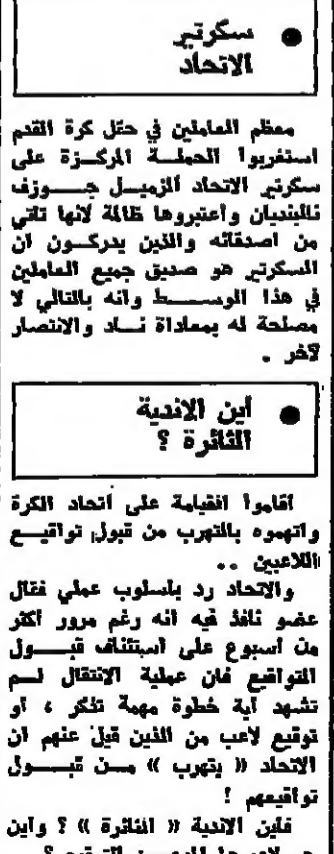 ● سكرتير
الاتحاد
معظم العاملين في حقل كرة القدم
استغربوا الحملة المركزة على
سكرتير الاتحاد الزميل جوزف
نالبنديان واعتبروها ظالمة لانها تاتي
من اصدقائه والذين يدركون ان
السكرتير هو صديق جميع العاملين
في هذا الوسط وانه بالتالي لا
مصلحة له بمعاداة ناد والانتصار
لآخر .
● أين الاندية
الثائرة ؟
اقاموا القيامة على اتحاد الكرة
واتهموه بالتهرب من قبول تواقيع
اللاعبين ..
والاتحاد رد باسلوب عملي فقال
عضو نافذ فيه انه رغم مرور اكثر
من اسبوع على استئناف قبول
التواقيع فان عملية الانتقال لم
تشهد أية خطوة مهمة تذكر ، او
توقيع لاعب من الذين قيل عنهم ان
الاتحاد « يتهرب » من قبول
تواقيعهم !
فاين الاندية « الثائرة » ؟ واين